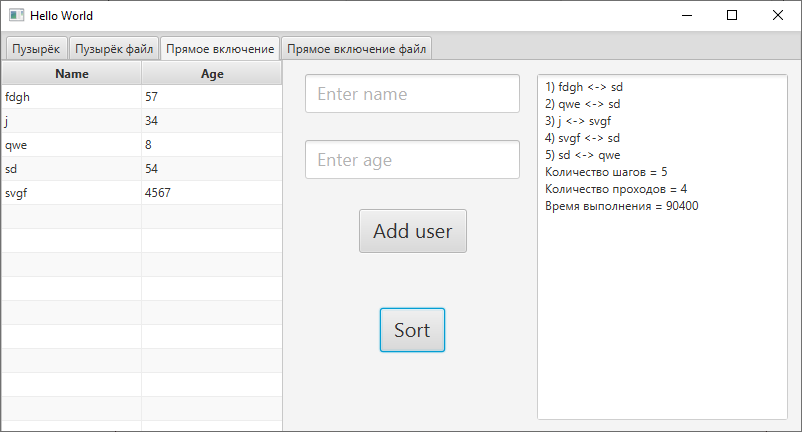 Hello World
Пузырёк Пузырёк файл Прямое включение Прямое включение файл
Name Age
fdgh 57
j 34
qwe 8
sd 54
svgf 4567
Enter name
Enter age
Add user
Sort
1) fdgh <-> sd
2) qwe <-> sd
3) j <-> svgf
4) svgf <-> sd
5) sd <-> qwe
Количество шагов = 5
Количество проходов = 4
Время выполнения = 90400